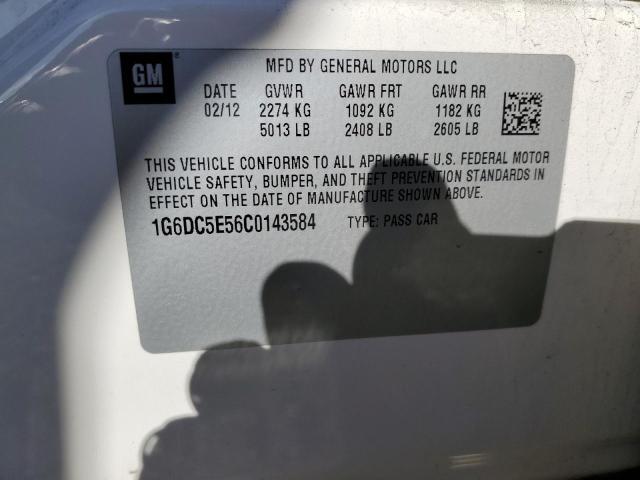 GM ® MFD BY GENERAL MOTORS LLC
DATE GVWR GAWR FRT GAWR RR
02/12 2274 KG 1092 KG 1182 KG
5013 LB 2408 LB 2605 LB
THIS VEHICLE CONFORMS TO ALL APPLICABLE U.S. FEDERAL MOTOR
VEHICLE SAFETY, BUMPER, AND THEFT PREVENTION STANDARDS IN
EFFECT ON THE DATE OF MANUFACTURE SHOWN ABOVE.
1G6DC5E56C0143584 TYPE: PASS CAR